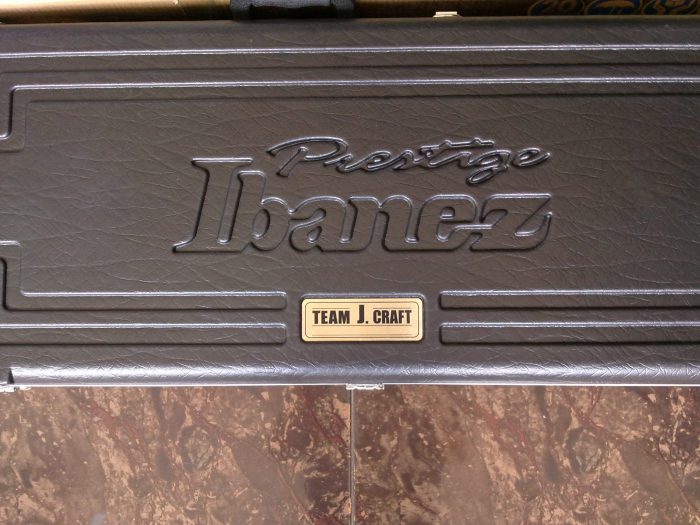 Prestige
Ibanez
TEAM J. CRAFT